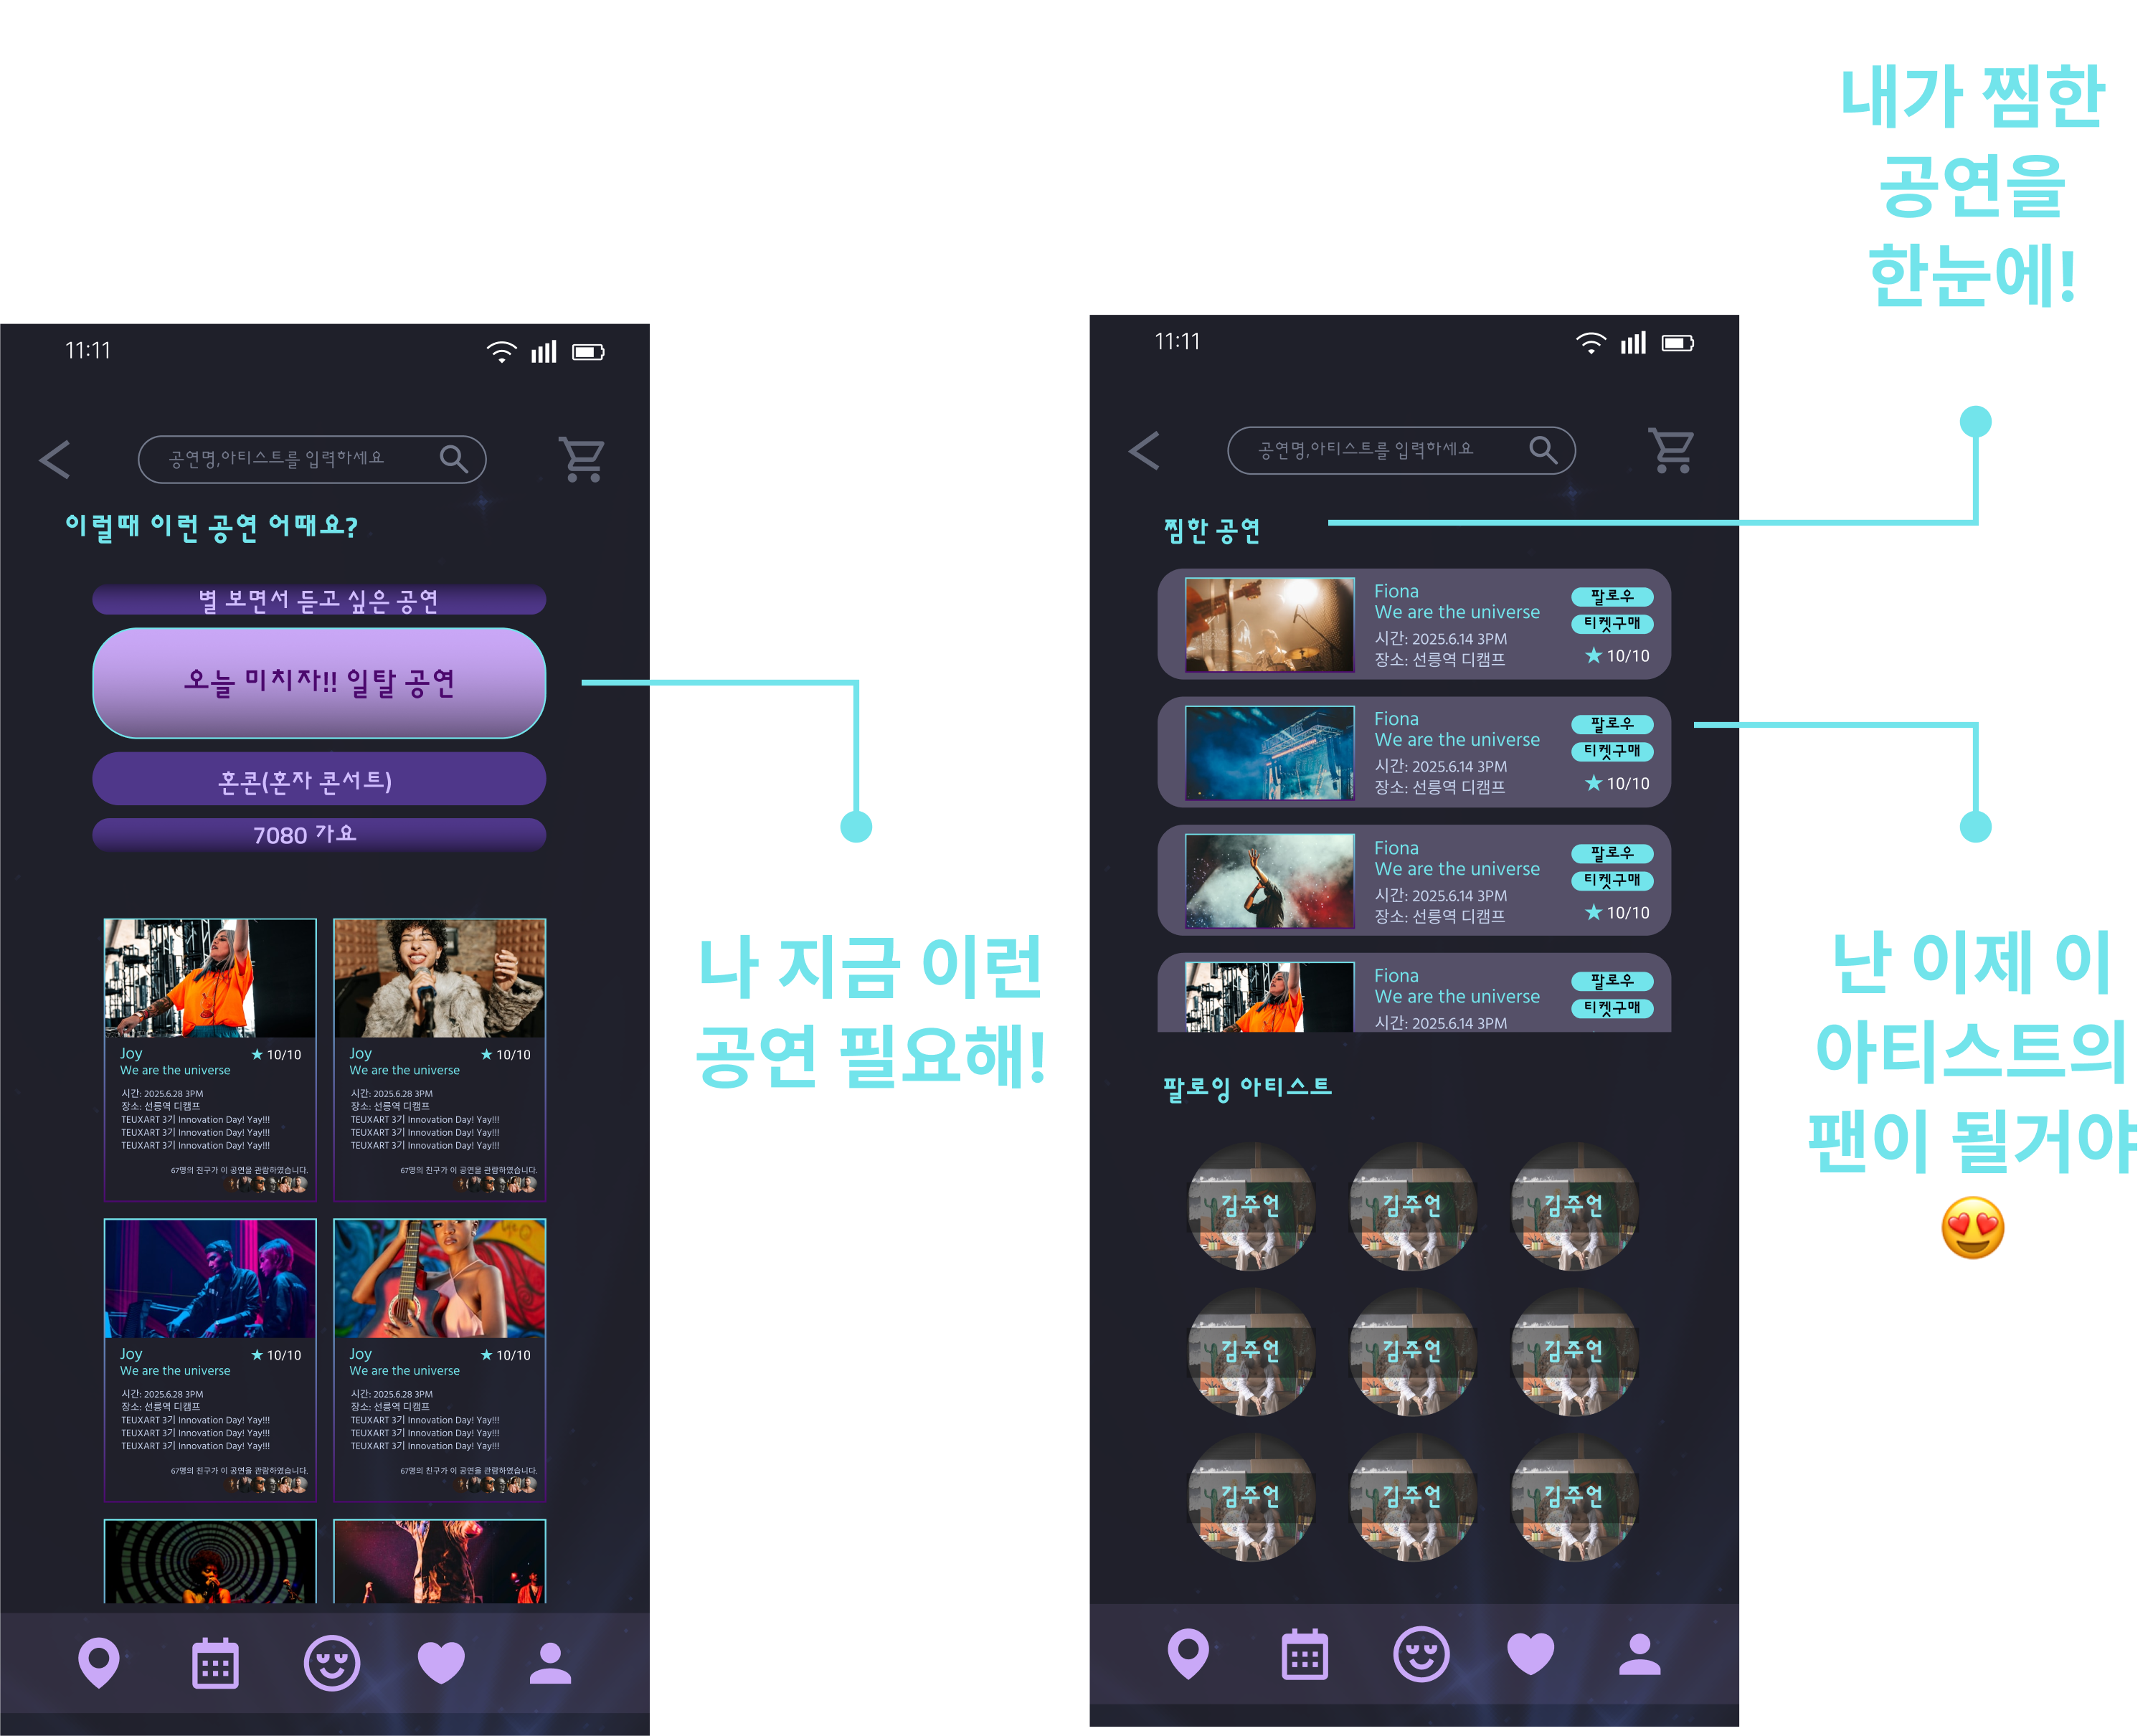 내가 찜한
공연을
한눈에!
11:11
공연명,아티스트를 입력하세요
이럴때 이런 공연 어때요?
별 보면서 듣고 싶은 공연
오늘 미치자!! 일탈 공연
혼콘(혼자 콘서트)
7080 가요
Joy
★ 10/10
We are the universe
시간: 2025.6.28 3PM
장소: 선릉역 디캠프
TEUXART 3기 Innovation Day! Yay!!!
TEUXART 3기 Innovation Day! Yay!!!
TEUXART 3기 Innovation Day! Yay!!!
67명의 친구가 이 공연을 관람하였습니다.
Joy
★ 10/10
We are the universe
시간: 2025.6.28 3PM
장소: 선릉역 디캠프
TEUXART 3기 Innovation Day! Yay!!!
TEUXART 3기 Innovation Day! Yay!!!
TEUXART 3기 Innovation Day! Yay!!!
67명의 친구가 이 공연을 관람하였습니다.
Joy
★ 10/10
We are the universe
시간: 2025.6.28 3PM
장소: 선릉역 디캠프
TEUXART 3기 Innovation Day! Yay!!!
TEUXART 3기 Innovation Day! Yay!!!
TEUXART 3기 Innovation Day! Yay!!!
67명의 친구가 이 공연을 관람하였습니다.
Joy
★ 10/10
We are the universe
시간: 2025.6.28 3PM
장소: 선릉역 디캠프
TEUXART 3기 Innovation Day! Yay!!!
TEUXART 3기 Innovation Day! Yay!!!
TEUXART 3기 Innovation Day! Yay!!!
67명의 친구가 이 공연을 관람하였습니다.
나 지금 이런
공연 필요해!
11:11
공연명,아티스트를 입력하세요
찜한 공연
Fiona
We are the universe
시간: 2025.6.14 3PM
장소: 선릉역 디캠프
팔로우
티켓구매
★ 10/10
Fiona
We are the universe
시간: 2025.6.14 3PM
장소: 선릉역 디캠프
팔로우
티켓구매
★ 10/10
Fiona
We are the universe
시간: 2025.6.14 3PM
장소: 선릉역 디캠프
팔로우
티켓구매
★ 10/10
Fiona
We are the universe
시간: 2025.6.14 3PM
팔로우
티켓구매
팔로잉 아티스트
김주언
김주언
김주언
김주언
김주언
김주언
김주언
김주언
김주언
난 이제 이
아티스트의
팬이 될거야
😍